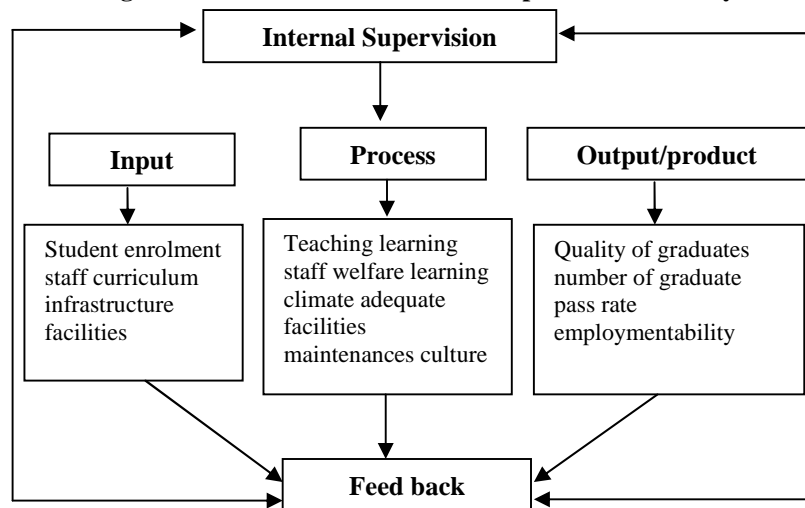 Internal Supervision
Input
Process
Output/product
Student enrolment
staff curriculum
infrastructure
facilities
Teaching learning
staff welfare learning
climate adequate
facilities
maintenances culture
Quality of graduates
number of graduate
pass rate
employmentability
Feed back